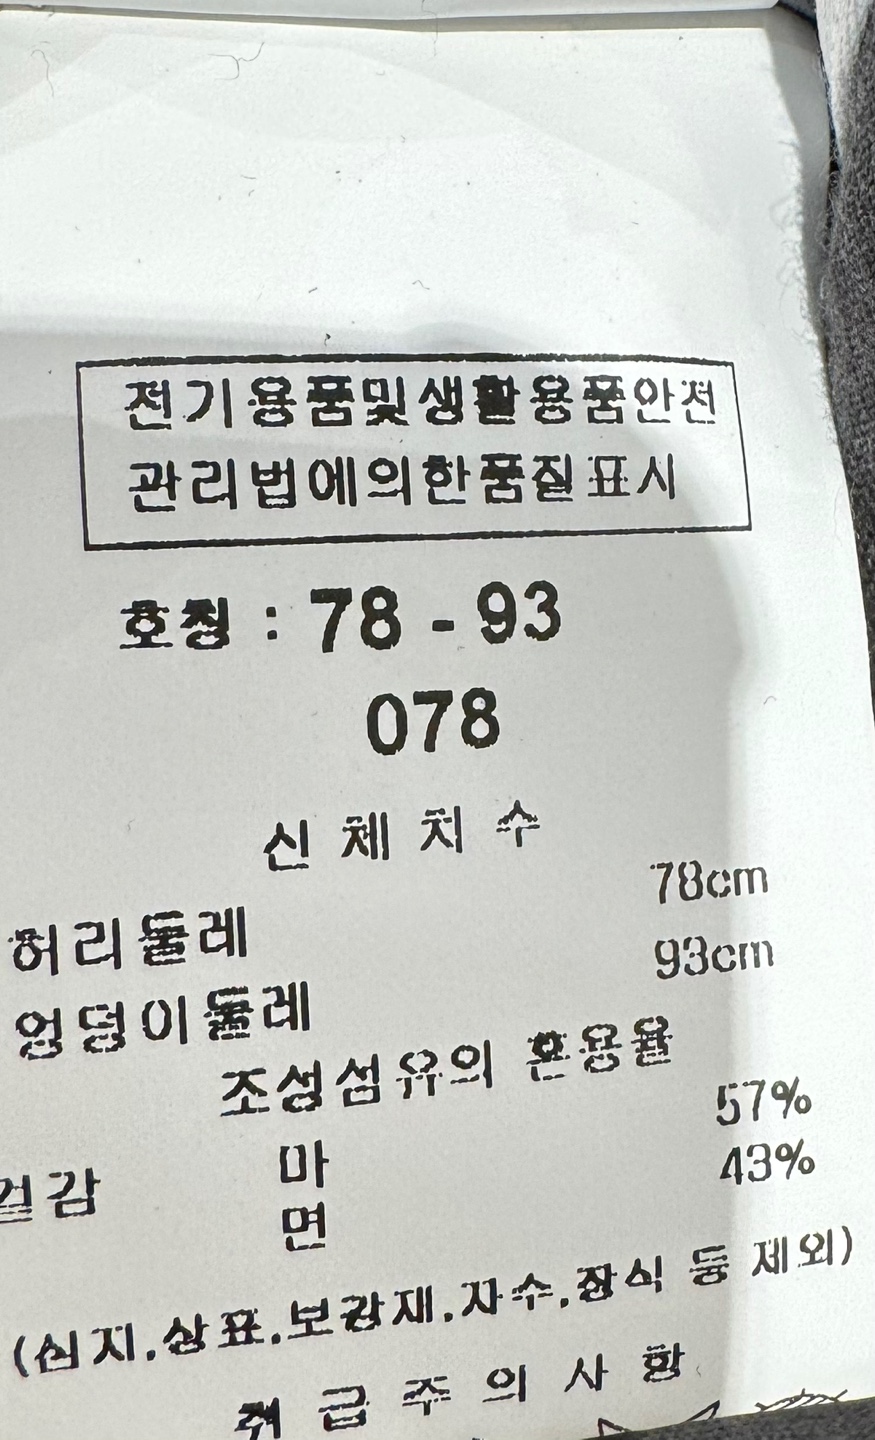 전기용품및생활용품안전
관리법에의한품질표시
호칭 : 78 - 93
078
신 체 치 수
허리둘레 78cm
엉덩이둘레 93cm
조성섬유의 혼용율
겉감 마 57%
면 43%
(심지.상표.보강재.자수.장식 등 제외)
취 급 주 의 사 항